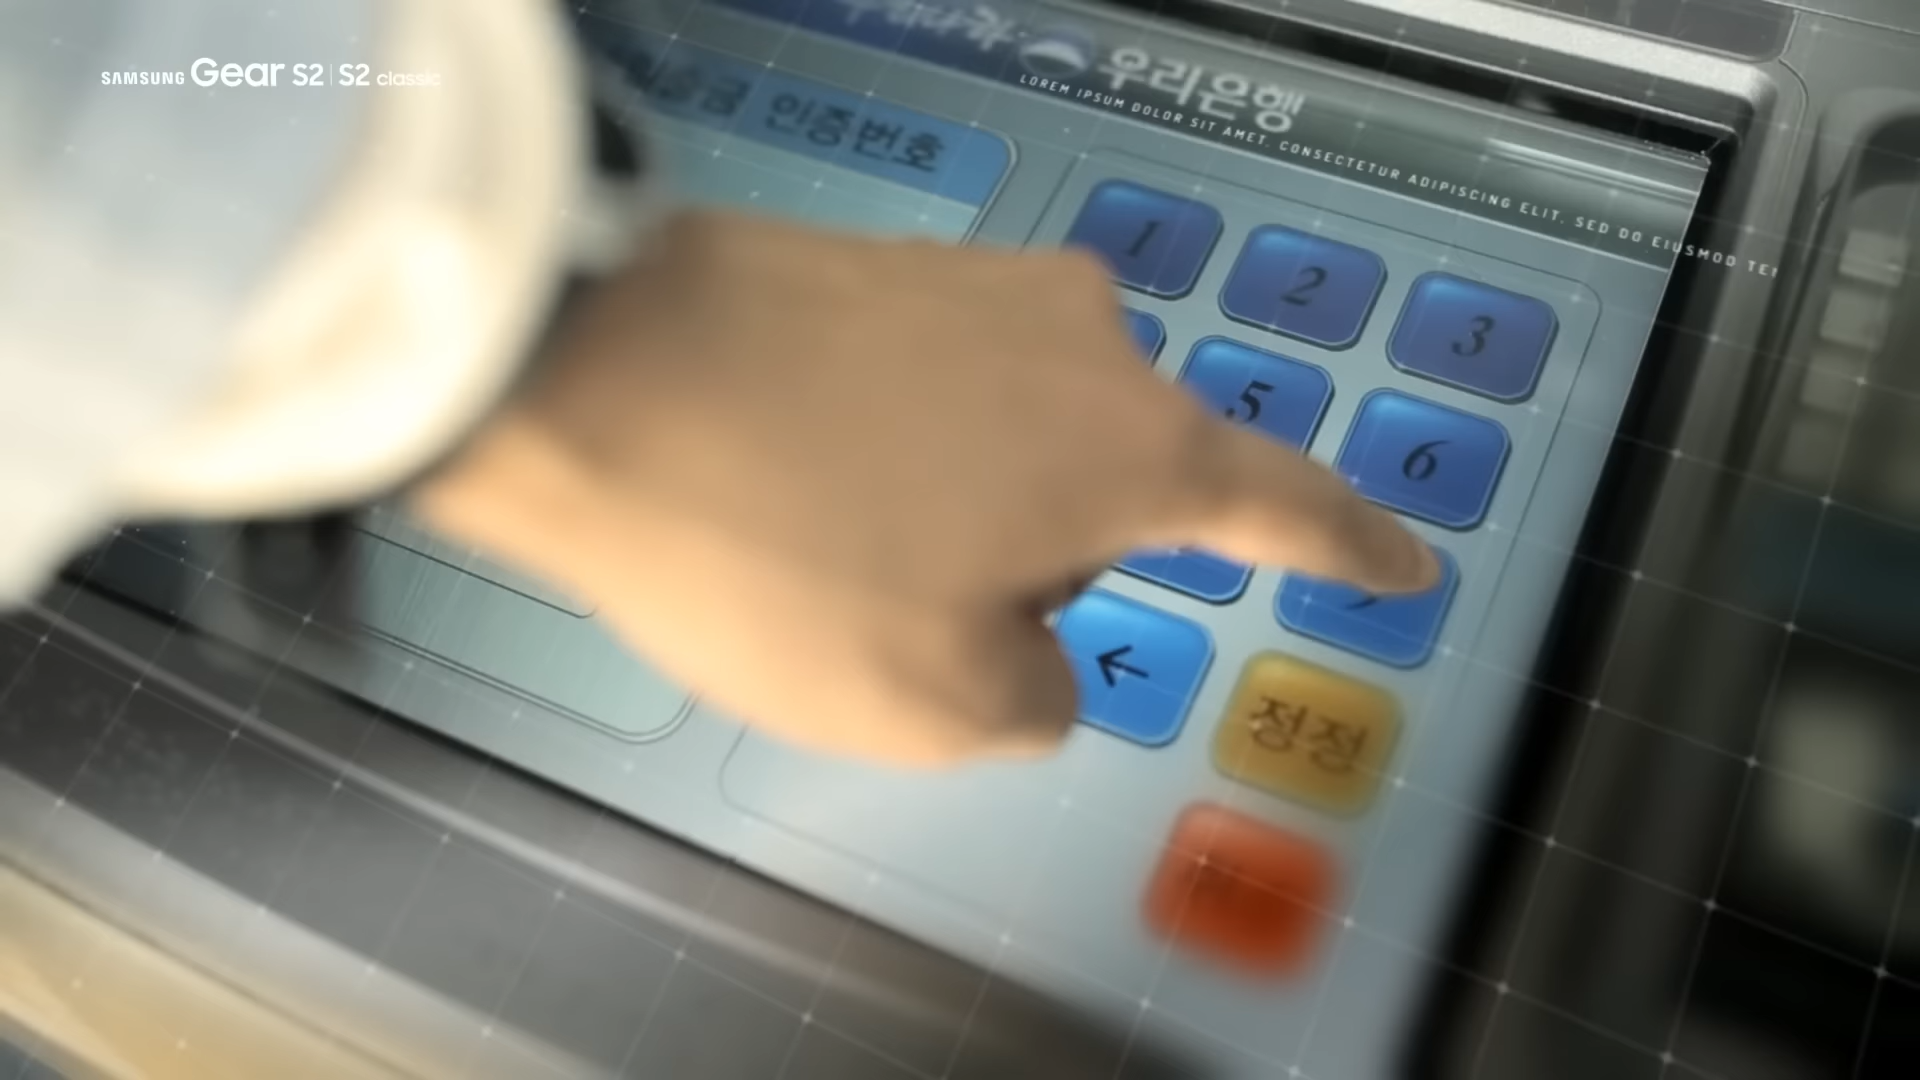 SAMSUNG Gear S2 | S2 classic
우리은행
LOREM IPSUM DOLOR SIT AMET, CONSECTETUR ADIPISCING ELIT. SED DO EIUSMOD TE
인증번호
1
2
3
5
6
←
정정